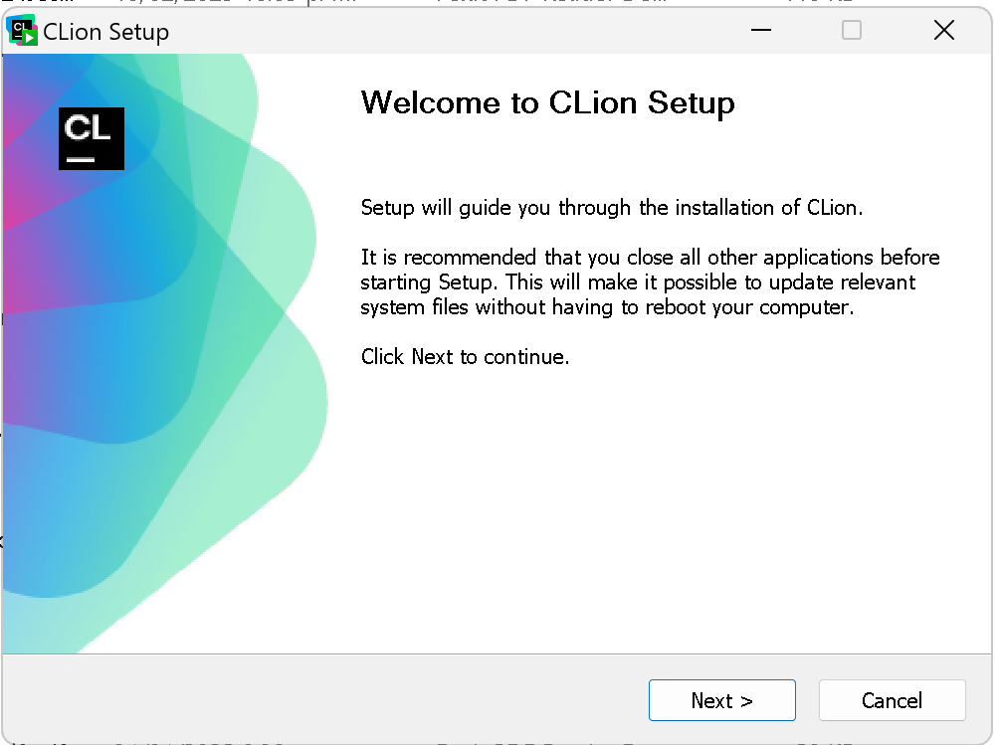 CLion Setup
CL
Welcome to CLion Setup
Setup will guide you through the installation of CLion.
It is recommended that you close all other applications before
starting Setup. This will make it possible to update relevant
system files without having to reboot your computer.
Click Next to continue.
Next >
Cancel